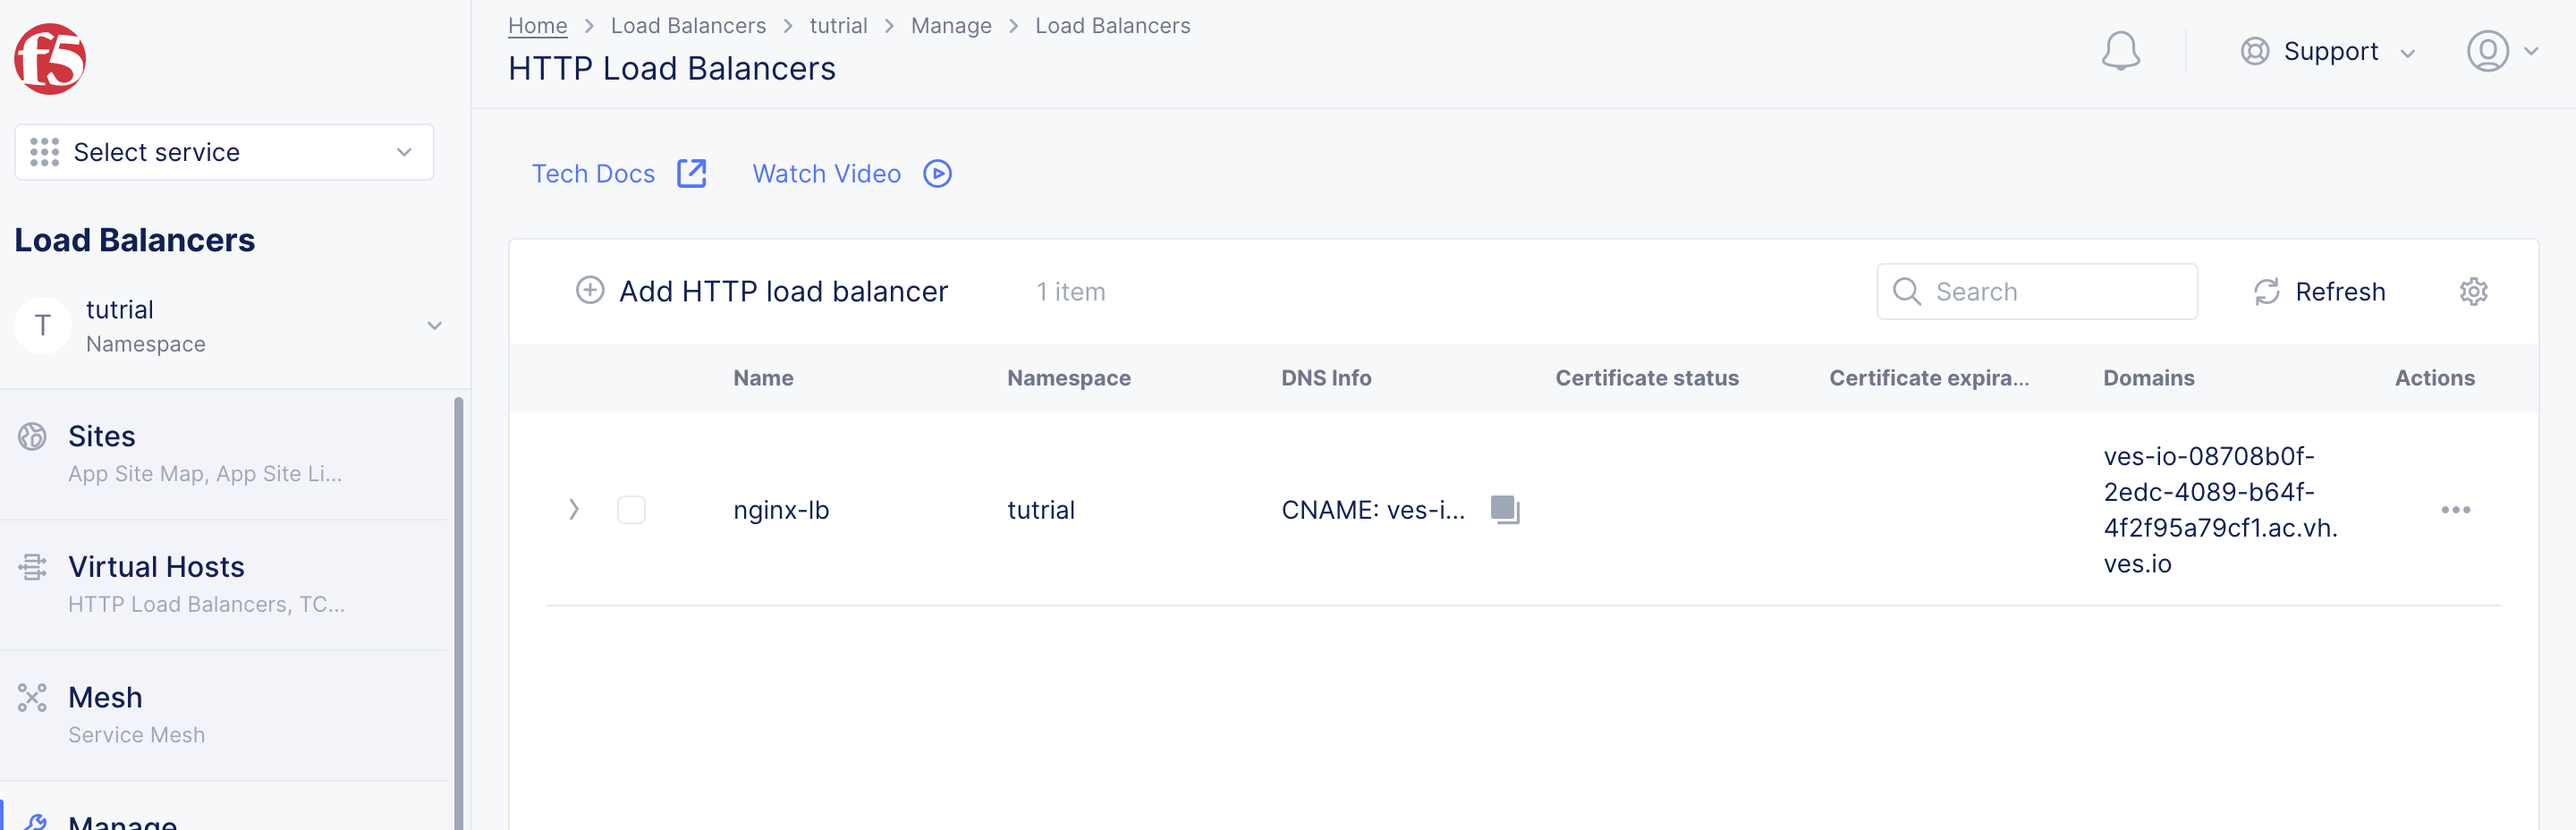 f5
Select service
Load Balancers
T
tutrial
Namespace
Sites
App Site Map, App Site Li...
Virtual Hosts
HTTP Load Balancers, TC...
Mesh
Service Mesh
Manage
Home > Load Balancers > tutrial > Manage > Load Balancers
HTTP Load Balancers
Support
Tech Docs Watch Video
Add HTTP load balancer 1 item Search Refresh
Name Namespace DNS Info Certificate status Certificate expira... Domains Actions
nginx-lb tutrial CNAME: ves-i...
ves-io-08708b0f-
2edc-4089-b64f-
4f2f95a79cf1.ac.vh.
ves.io